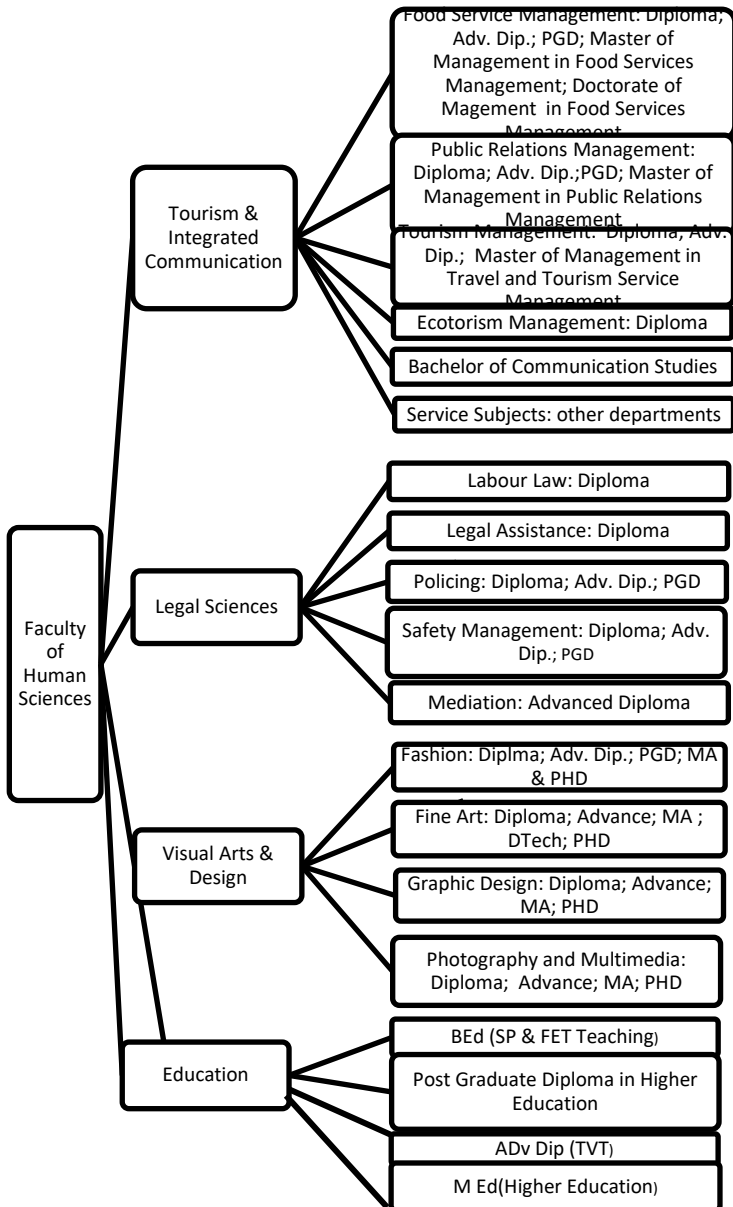 Faculty
of
Human
Sciences
Tourism &
Integrated
Communication
Food Service Management: Diploma;
Adv. Dip.; PGD; Master of
Management in Food Services
Management; Doctorate of
Magement in Food Services
Management
Public Relations Management:
Diploma; Adv. Dip.;PGD; Master of
Management in Public Relations
Management
Tourism Management: Diploma; Adv.
Dip.; Master of Management in
Travel and Tourism Service
Management
Ecotorism Management: Diploma
Bachelor of Communication Studies
Service Subjects: other departments
Legal Sciences
Labour Law: Diploma
Legal Assistance: Diploma
Policing: Diploma; Adv. Dip.; PGD
Safety Management: Diploma; Adv.
Dip.; PGD
Mediation: Advanced Diploma
Visual Arts &
Design
Fashion: Diplma; Adv. Dip.; PGD; MA
& PHD
Fine Art: Diploma; Advance; MA ;
DTech; PHD
Graphic Design: Diploma; Advance;
MA; PHD
Photography and Multimedia:
Diploma; Advance; MA; PHD
Education
BEd (SP & FET Teaching)
Post Graduate Diploma in Higher
Education
ADv Dip (TVT)
M Ed(Higher Education)